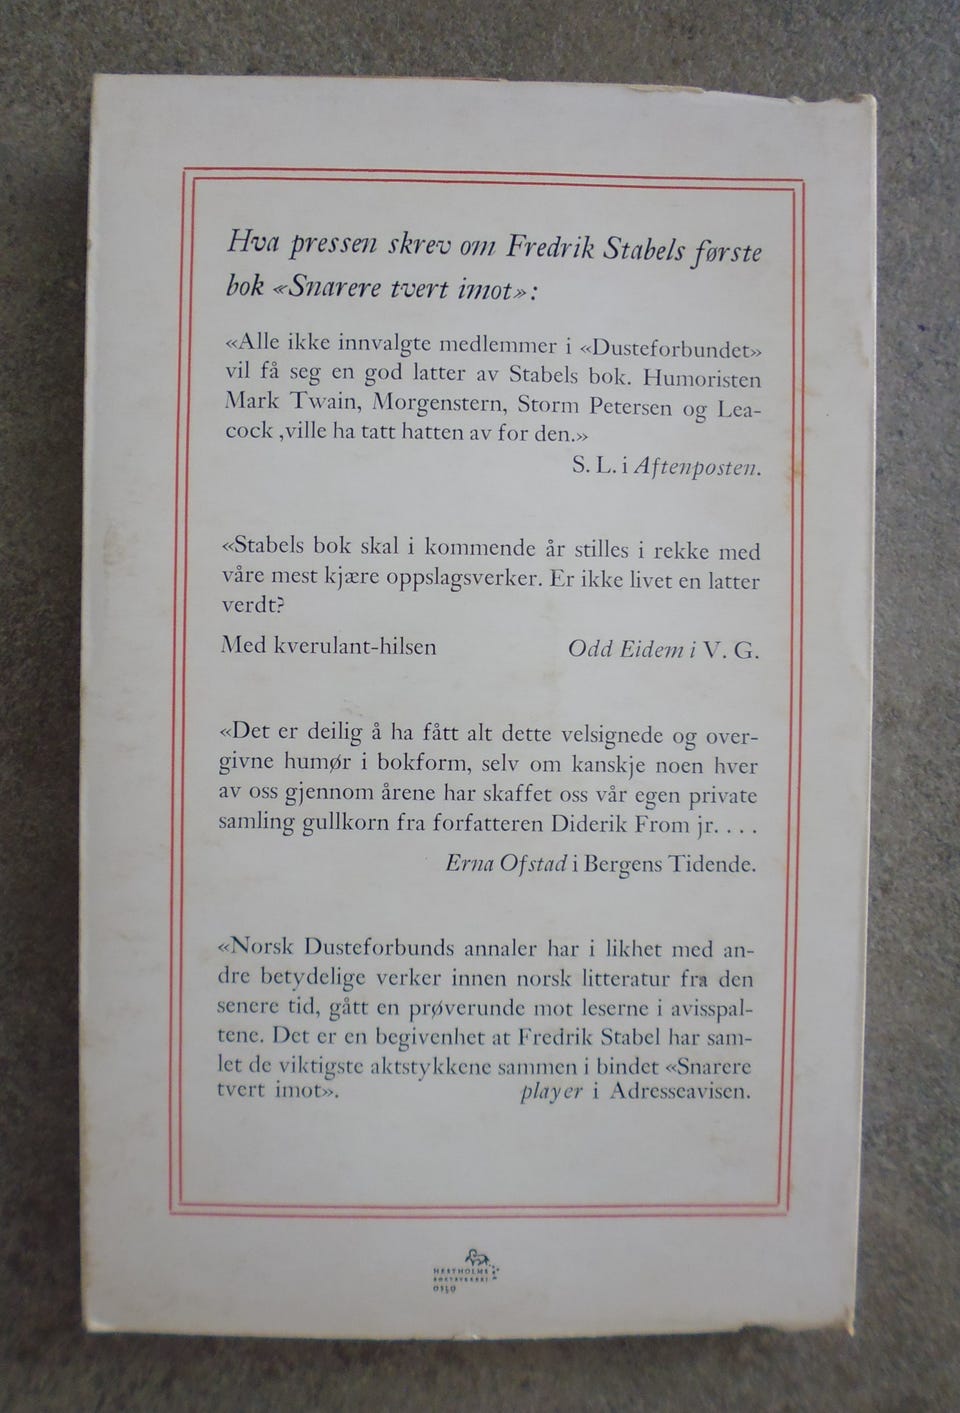 Hva pressen skrev om Fredrik Stabels første
bok «Snarere tvert imot»:
«Alle ikke innvalgte medlemmer i «Dusteforbundet»
vil få seg en god latter av Stabels bok. Humoristen
Mark Twain, Morgenstern, Storm Petersen og Lea-
cock ,ville ha tatt hatten av for den.»
S. L. i Aftenposten.
«Stabels bok skal i kommende år stilles i rekke med
våre mest kjære oppslagsverker. Er ikke livet en latter
verdt?
Med kverulant-hilsen Odd Eidem i V. G.
«Det er deilig å ha fått alt dette velsignede og over-
givne humør i bokform, selv om kanskje noen hver
av oss gjennom årene har skaffet oss vår egen private
samling gullkorn fra forfatteren Diderik From jr. . . .
Erna Ofstad i Bergens Tidende.
«Norsk Dusteforbunds annaler har i likhet med an-
dre betydelige verker innen norsk litteratur fra den
senere tid, gått en prøverunde mot leserne i avisspal-
tene. Det er en begivenhet at Fredrik Stabel har sam-
let de viktigste aktstykkene sammen i bindet «Snarere
tvert imot». player i Adresseavisen.
HESTHOLMS
BOKTRYKKERI
OSLO